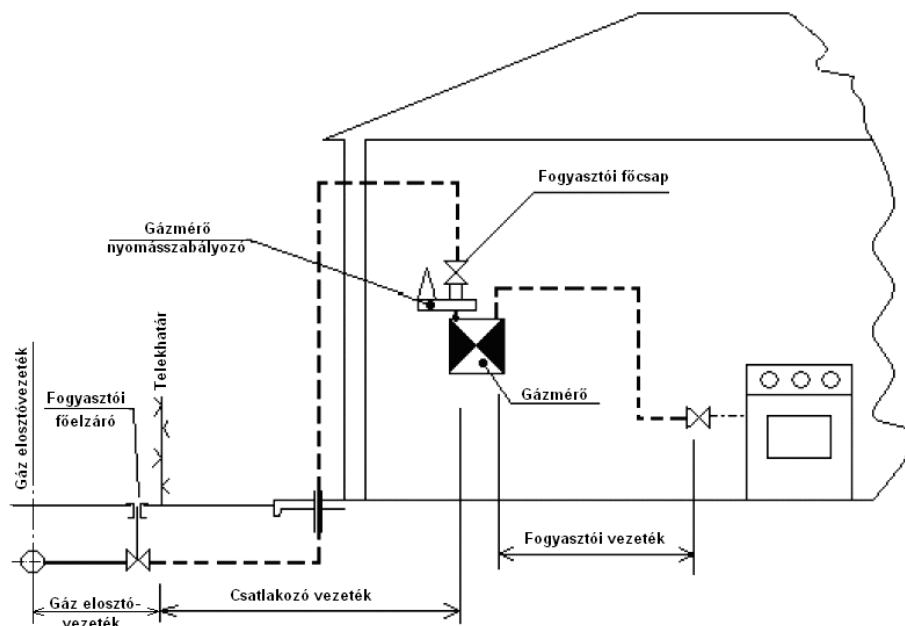 Fogyasztói főcsap
Gázmérő
nyomásszabályozó
Gáz elosztóvezeték
Telekhatár
Fogyasztói
főelzáró
Gázmérő
Fogyasztói vezeték
Csatlakozó vezeték
Gáz elosztó-
vezeték